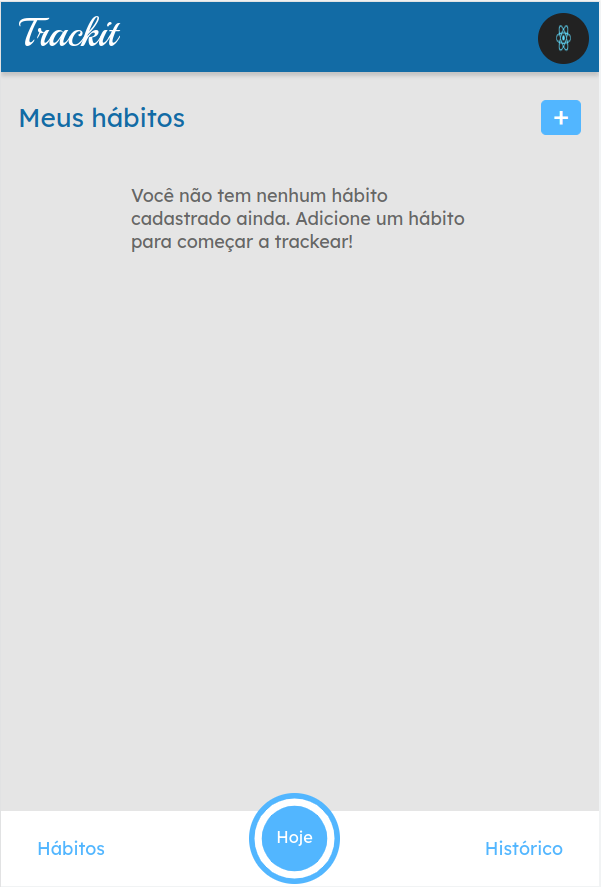 Trackit
Meus hábitos
+
Você não tem nenhum hábito
cadastrado ainda. Adicione um hábito
para começar a trackear!
Hábitos
Hoje
Histórico